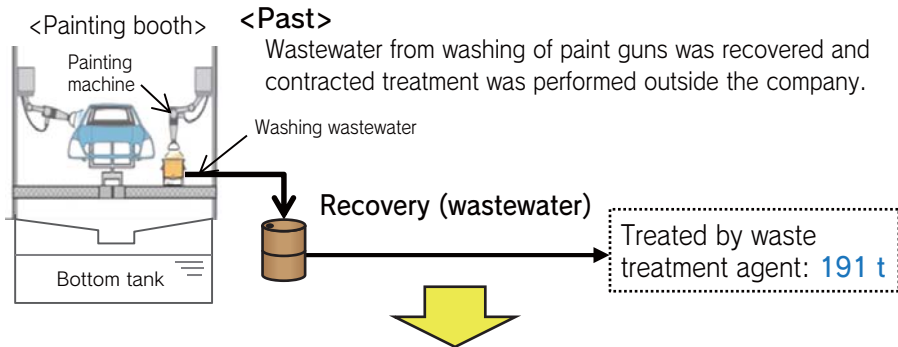 <Painting booth>
<Past>
Wastewater from washing of paint guns was recovered and
contracted treatment was performed outside the company.
Painting
machine
Washing wastewater
Recovery (wastewater)
Treated by waste
treatment agent: 191 t
Bottom tank